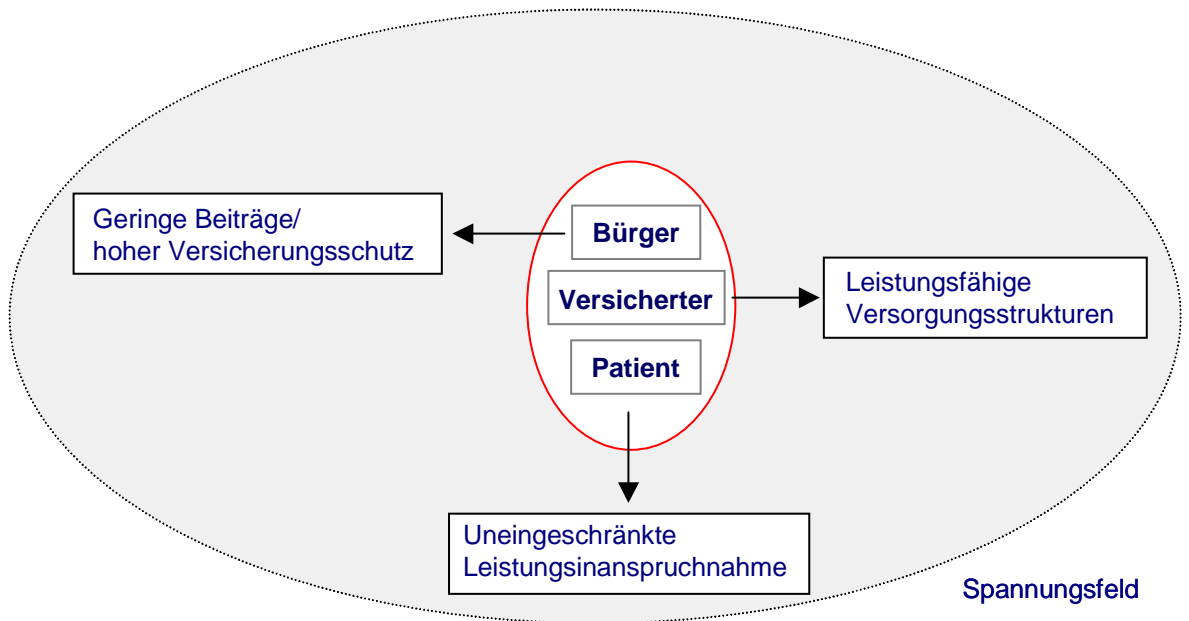 Geringe Beiträge/
hoher Versicherungsschutz
Bürger
Versicherter
Patient
Leistungsfähige
Versorgungsstrukturen
Uneingeschränkte
Leistungsinanspruchnahme
Spannungsfeld